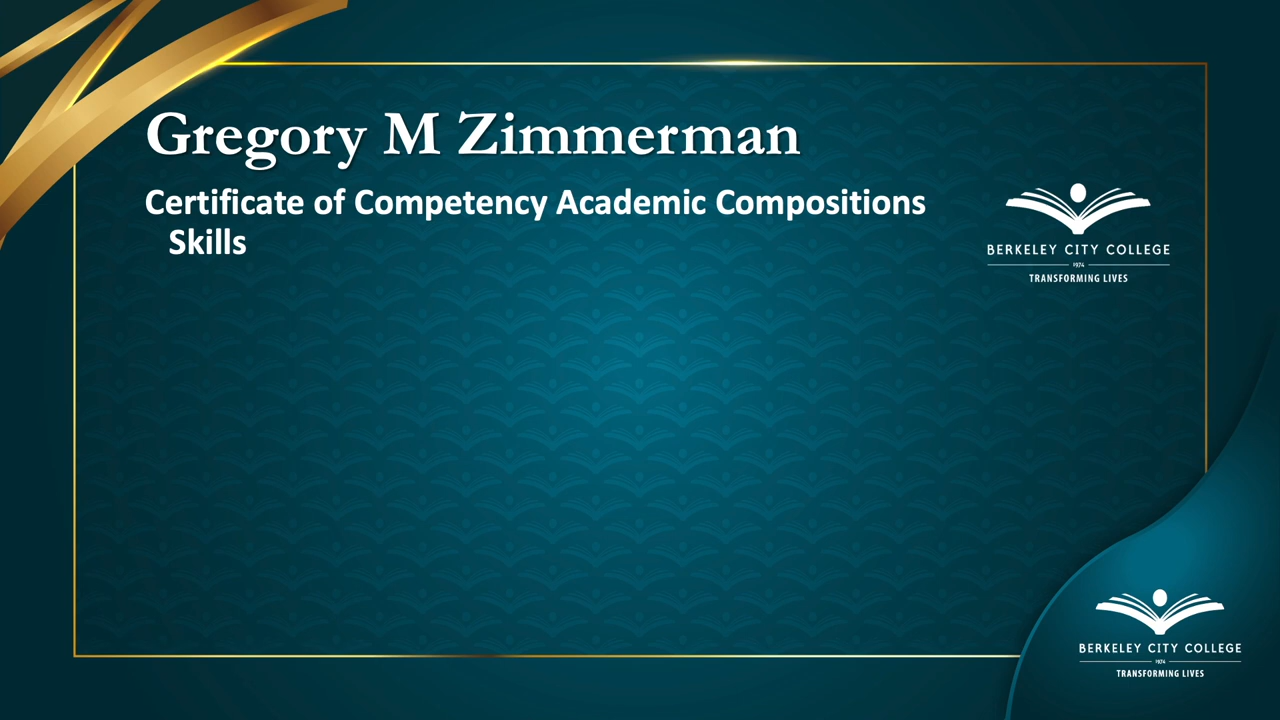 Gregory M Zimmerman
Certificate of Competency Academic Compositions
Skills
BERKELEY CITY COLLEGE
1974
TRANSFORMING LIVES
BERKELEY CITY COLLEGE
1974
TRANSFORMING LIVES